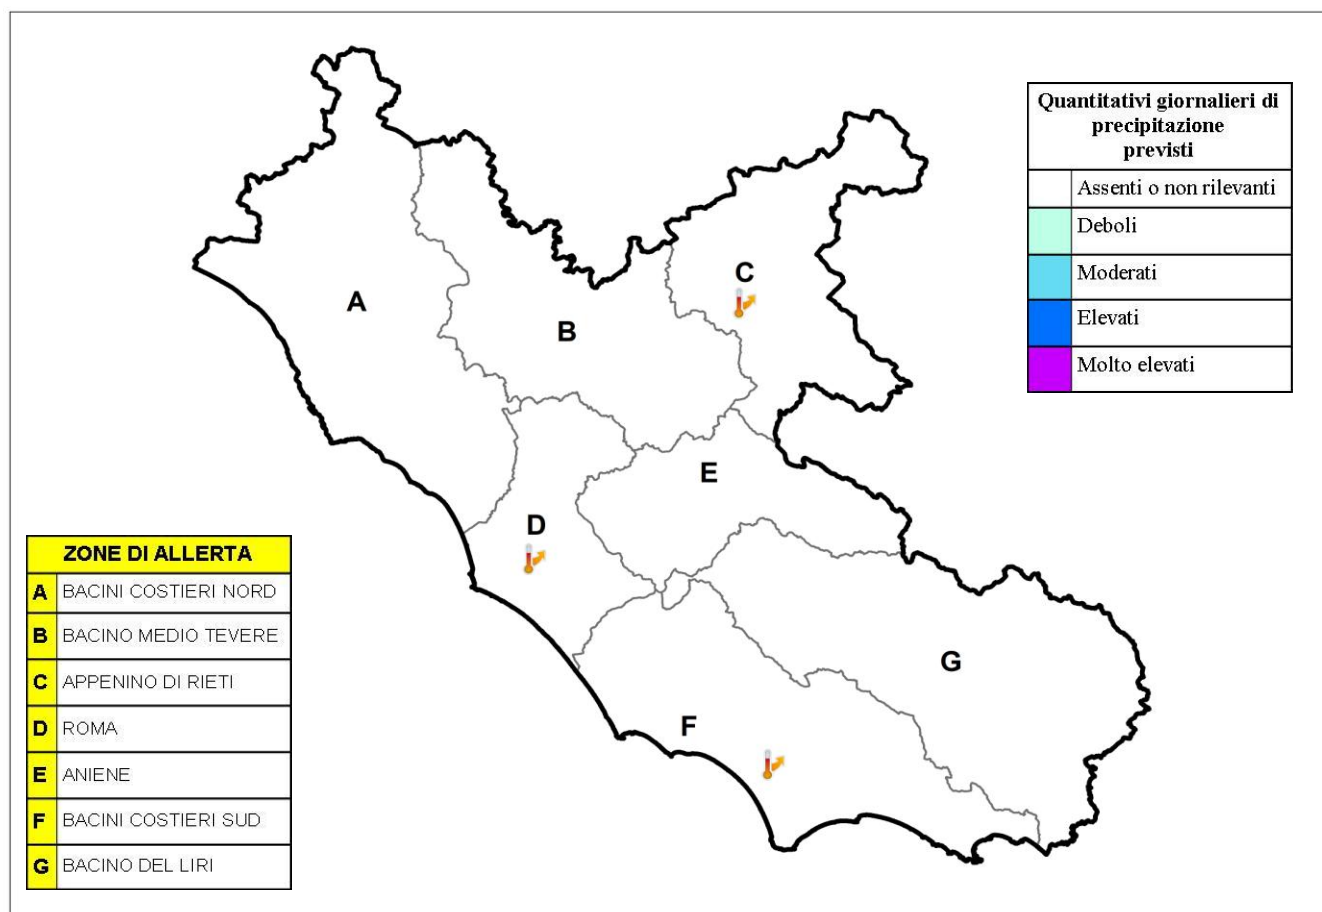 Quantitativi giornalieri di
precipitazione
previsti
Assenti o non rilevanti
Deboli
Moderati
Elevati
Molto elevati
A
B
C
D
E
F
G
ZONE DI ALLERTA
A BACINI COSTIERI NORD
B BACINO MEDIO TEVERE
C APPENINO DI RIETI
D ROMA
E ANIENE
F BACINI COSTIERI SUD
G BACINO DEL LIRI